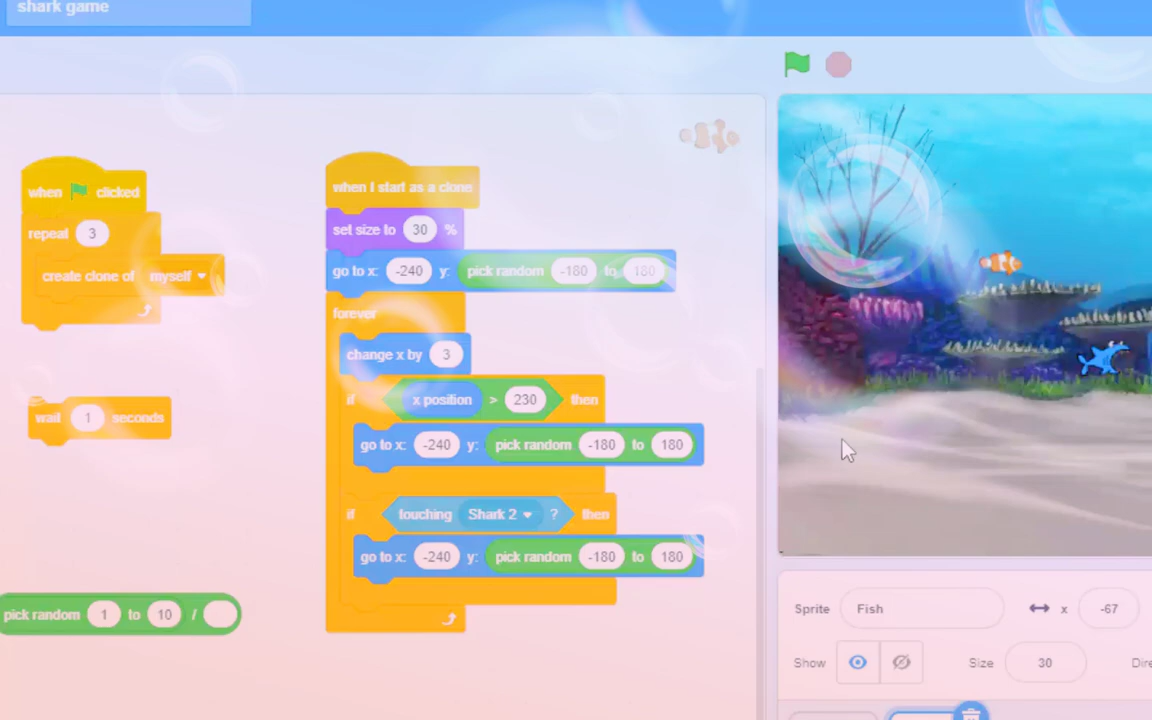 shark game
when clicked
repeat 3
create clone of myself
wait 1 seconds
pick random 1 to 10 /
when I start as a clone
set size to 30 %
go to x: -240 y: pick random -180 to 180
forever
change x by 3
if x position > 230 then
go to x: -240 y: pick random -180 to 180
if touching Shark 2 ? then
go to x: -240 y: pick random -180 to 180
Sprite Fish x -67
Show Size 30 Dire